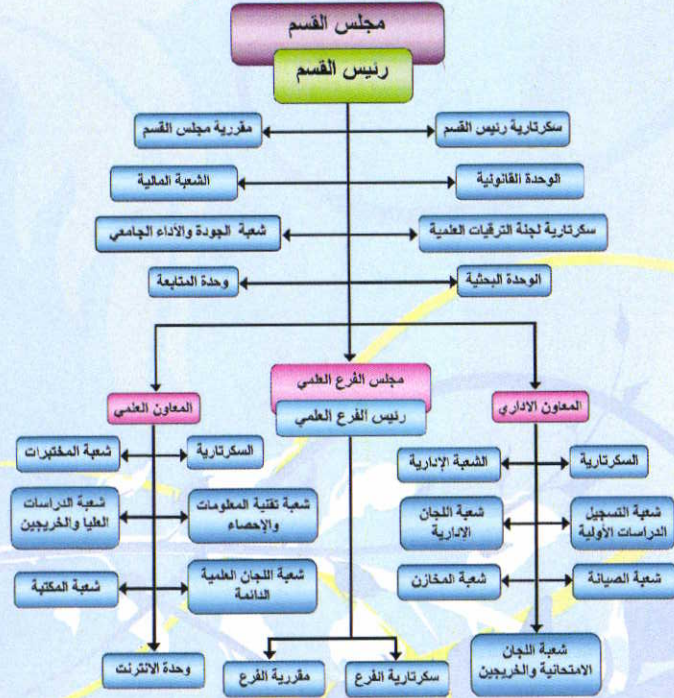 مجلس القسم
رئيس القسم
سكرتارية رئيس القسم
مقررية مجلس القسم
الوحدة القانونية
الشعبة المالية
سكرتارية لجنة الترقيات العلمية
شعبة الجودة والأداء الجامعي
الوحدة البحثية
وحدة المتابعة
المعاون الاداري
مجلس الفرع العلمي
رئيس الفرع العلمي
المعاون العلمي
السكرتارية
الشعبة الإدارية
شعبة التسجيل
الدراسات الأولية
شعبة اللجان
الإدارية
شعبة الصيانة
شعبة المخازن
شعبة اللجان
الامتحانية والخريجين
سكرتارية الفرع
مقررية الفرع
السكرتارية
شعبة المختبرات
شعبة تقنية المعلومات
والإحصاء
شعبة الدراسات
العليا والخريجين
شعبة اللجان العلمية
الدائمة
شعبة المكتبة
وحدة الانترنت